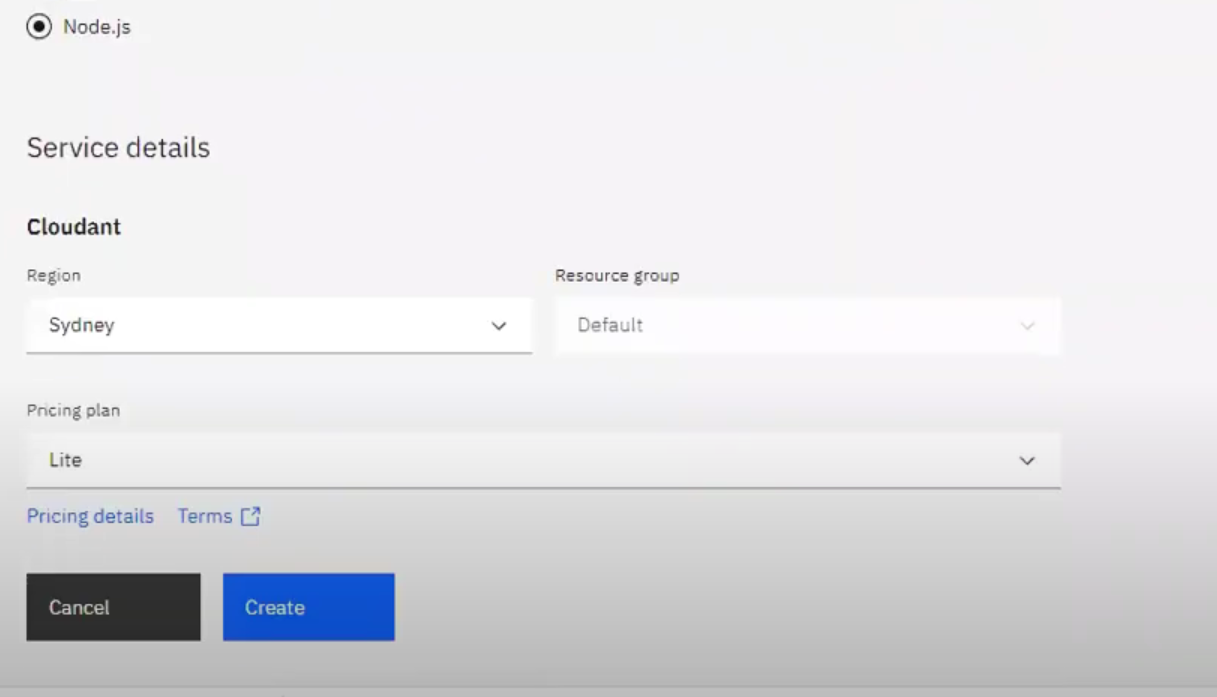 Node.js
Service details
Cloudant
Region Resource group
Sydney Default
Pricing plan
Lite
Pricing details Terms
Cancel Create